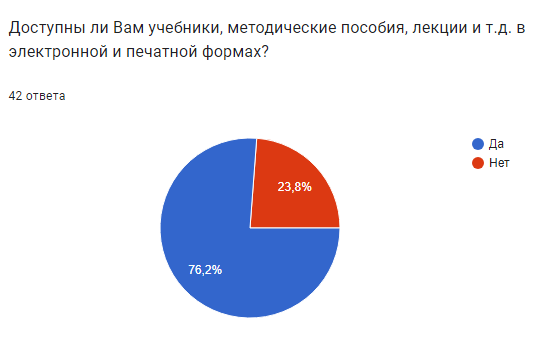 Доступны ли Вам учебники, методические пособия, лекции и т.д. в
электронной и печатной формах?
42 ответа
Да
Нет
23,8%
76,2%